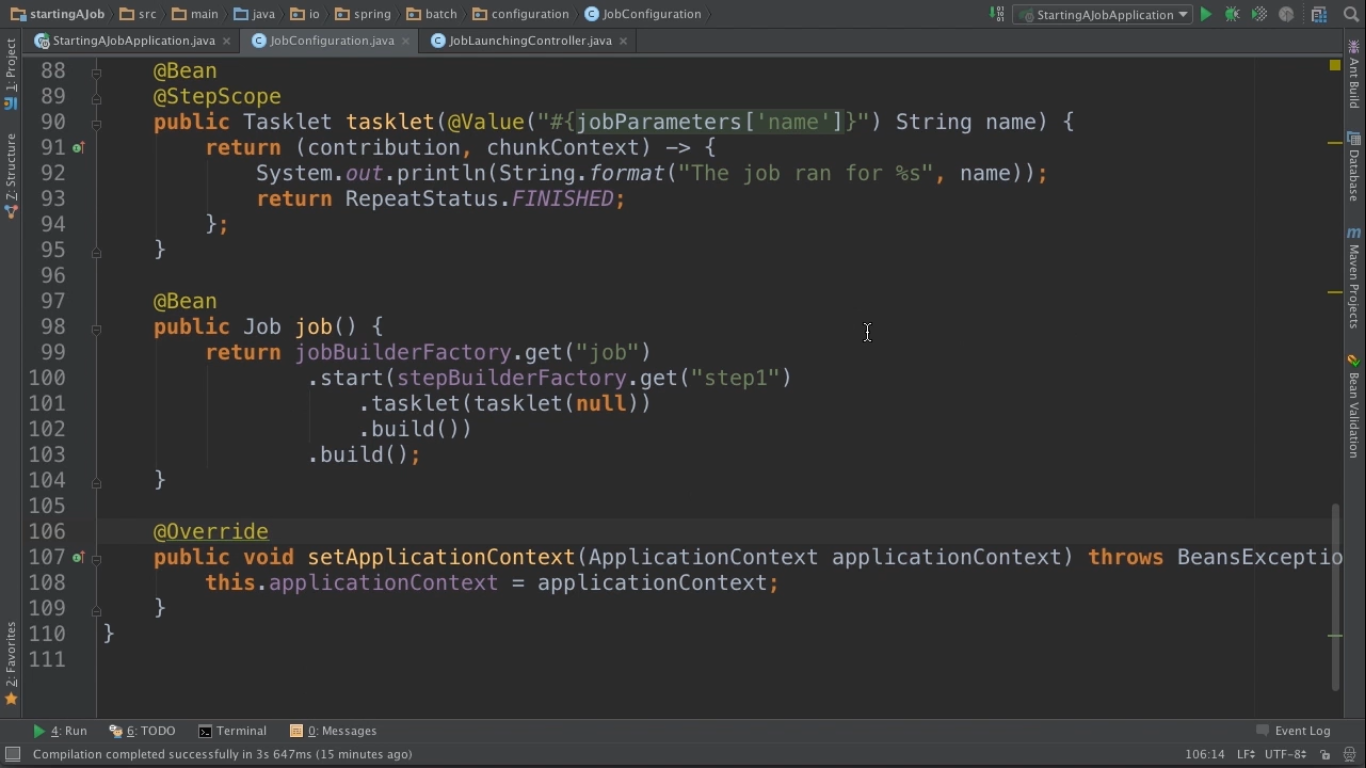 startingAJob src main java io spring batch configuration JobConfiguration StartingAJobApplication
StartingAJobApplication.java JobConfiguration.java JobLaunchingController.java
1: Project
Z: Structure
2: Favorites
88 @Bean
89 @StepScope
90 public Tasklet tasklet(@Value("#{jobParameters['name']}") String name) {
91 return (contribution, chunkContext) -> {
92 System.out.println(String.format("The job ran for %s", name));
93 return RepeatStatus.FINISHED;
94 };
95 }
96
97 @Bean
98 public Job job() {
99 return jobBuilderFactory.get("job")
100 .start(stepBuilderFactory.get("step1")
101 .tasklet(tasklet(null))
102 .build())
103 .build();
104 }
105
106 @Override
107 public void setApplicationContext(ApplicationContext applicationContext) throws BeansExceptio
108 this.applicationContext = applicationContext;
109 }
110 }
111
Ant Build
Database
Maven Projects
Bean Validation
4: Run 6: TODO Terminal 0: Messages Event Log
Compilation completed successfully in 3s 647ms (15 minutes ago) 106:14 LF UTF-8